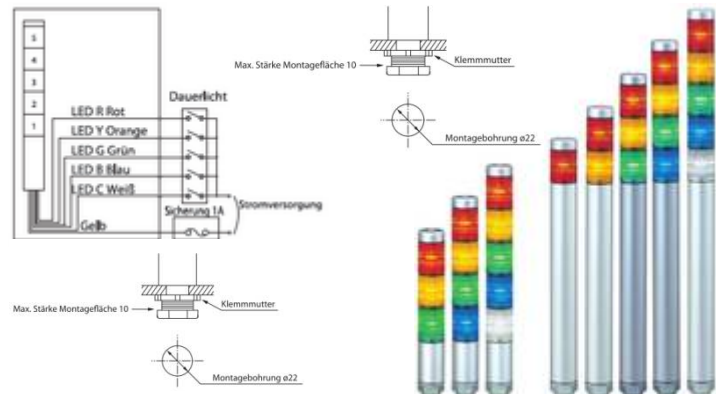 5
4
3
2
1
Dauerlicht
LED R Rot
LED Y Orange
LED G Grün
LED B Blau
LED C Weiß
Gelb
Sicherung 1A
Stromversorgung
Max. Stärke Montagefläche 10
Klemmmutter
Montagebohrung ø22
Max. Stärke Montagefläche 10
Klemmmutter
Montagebohrung ø22